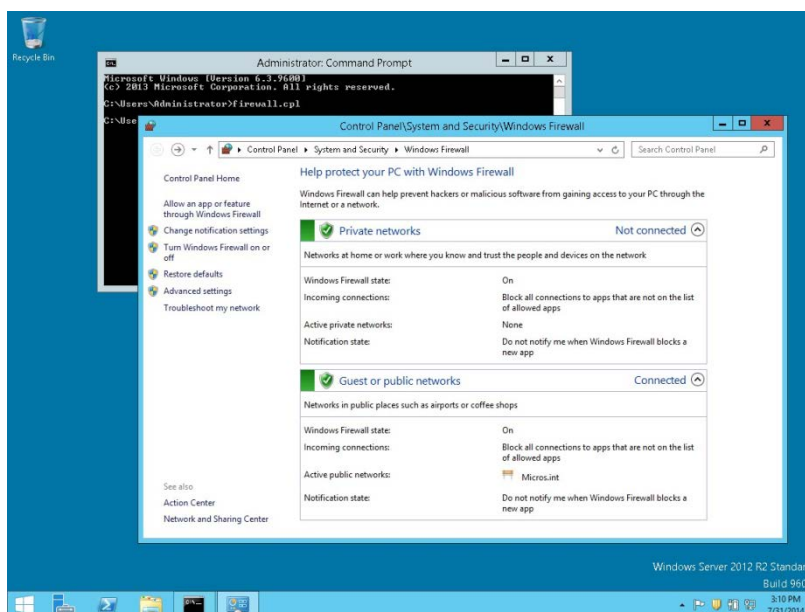 Recycle Bin
Administrator: Command Prompt
Microsoft Windows [Version 6.3.9600]
(c) 2013 Microsoft Corporation. All rights reserved.
C:\Users\Administrator>firewall.cpl
C:\Use
Control Panel\System and Security\Windows Firewall
Control Panel System and Security Windows Firewall
Search Control Panel
Control Panel Home
Allow an app or feature
through Windows Firewall
Change notification settings
Turn Windows Firewall on or
off
Restore defaults
Advanced settings
Troubleshoot my network
See also
Action Center
Network and Sharing Center
Help protect your PC with Windows Firewall
Windows Firewall can help prevent hackers or malicious software from gaining access to your PC through the
Internet or a network.
Private networks Not connected
Networks at home or work where you know and trust the people and devices on the network
Windows Firewall state: On
Incoming connections: Block all connections to apps that are not on the list
of allowed apps
Active private networks: None
Notification state: Do not notify me when Windows Firewall blocks a
new app
Guest or public networks Connected
Networks in public places such as airports or coffee shops
Windows Firewall state: On
Incoming connections: Block all connections to apps that are not on the list
of allowed apps
Active public networks: Micros.int
Notification state: Do not notify me when Windows Firewall blocks a
new app
Windows Server 2012 R2 Standar
Build 960
3:10 PM